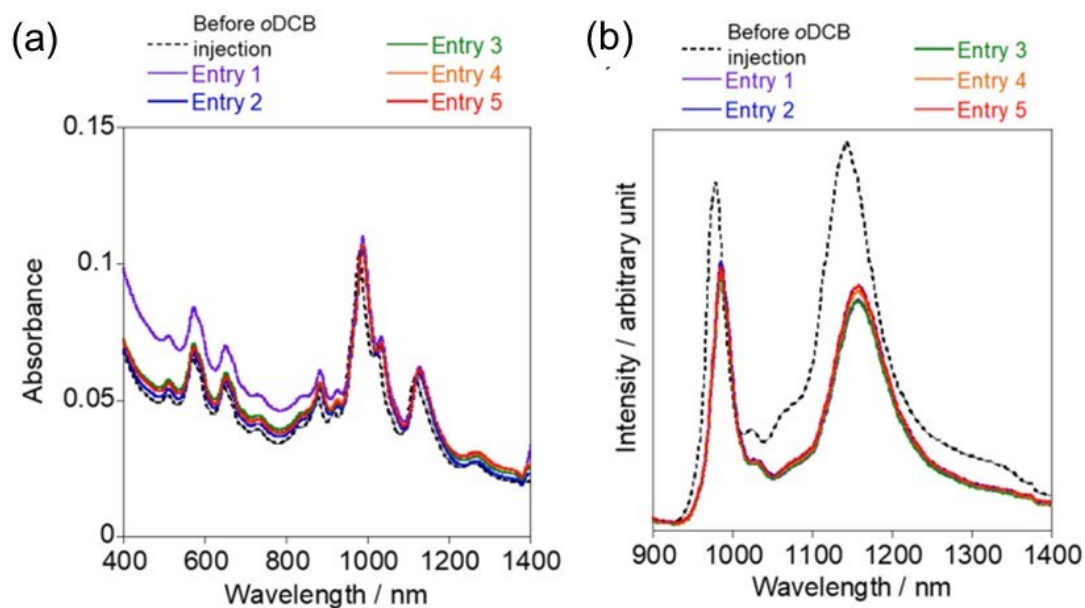 (a)
Before oDCB
injection
Entry 1
Entry 2
Entry 3
Entry 4
Entry 5
0.15
0.1
0.05
0
Absorbance
400 600 800 1000 1200 1400
Wavelength / nm
(b)
Before oDCB
injection
Entry 1
Entry 2
Entry 3
Entry 4
Entry 5
Intensity / arbitrary unit
900 1000 1100 1200 1300 1400
Wavelength / nm